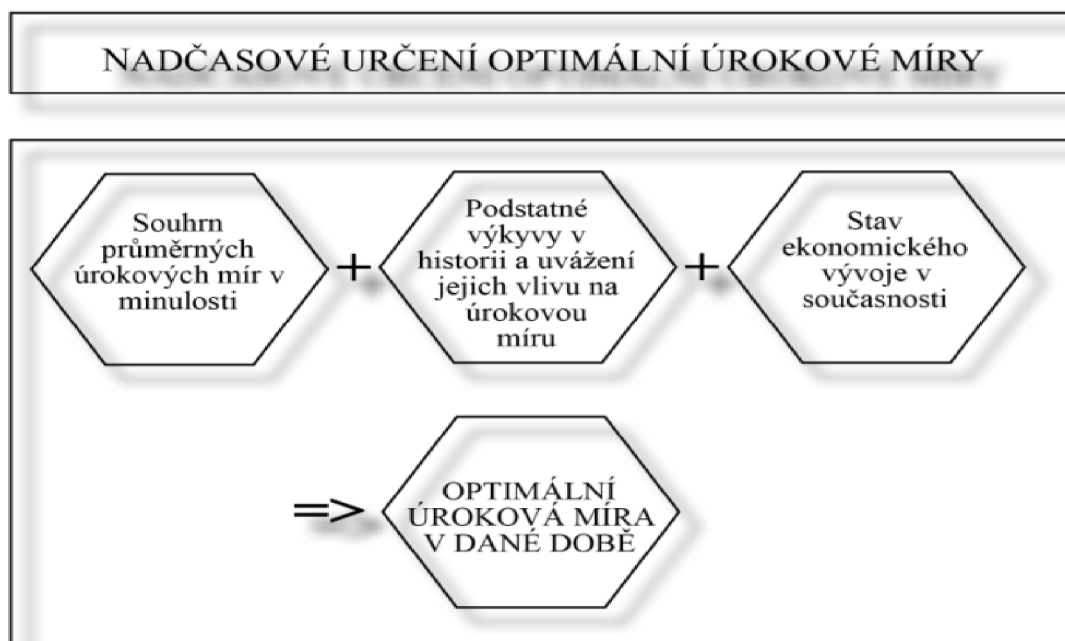 NADČASOVÉ URČENÍ OPTIMÁLNÍ ÚROKOVÉ MÍRY
Souhrn
průměrných
úrokových mír v
minulosti
+
Podstatné
výkyvy v
historii a uvážení
jejich vlivu na
úrokovou
míru
+
Stav
ekonomického
vývoje v
současnosti
=>
OPTIMÁLNÍ
ÚROKOVÁ MÍRA
V DANÉ DOBĚ